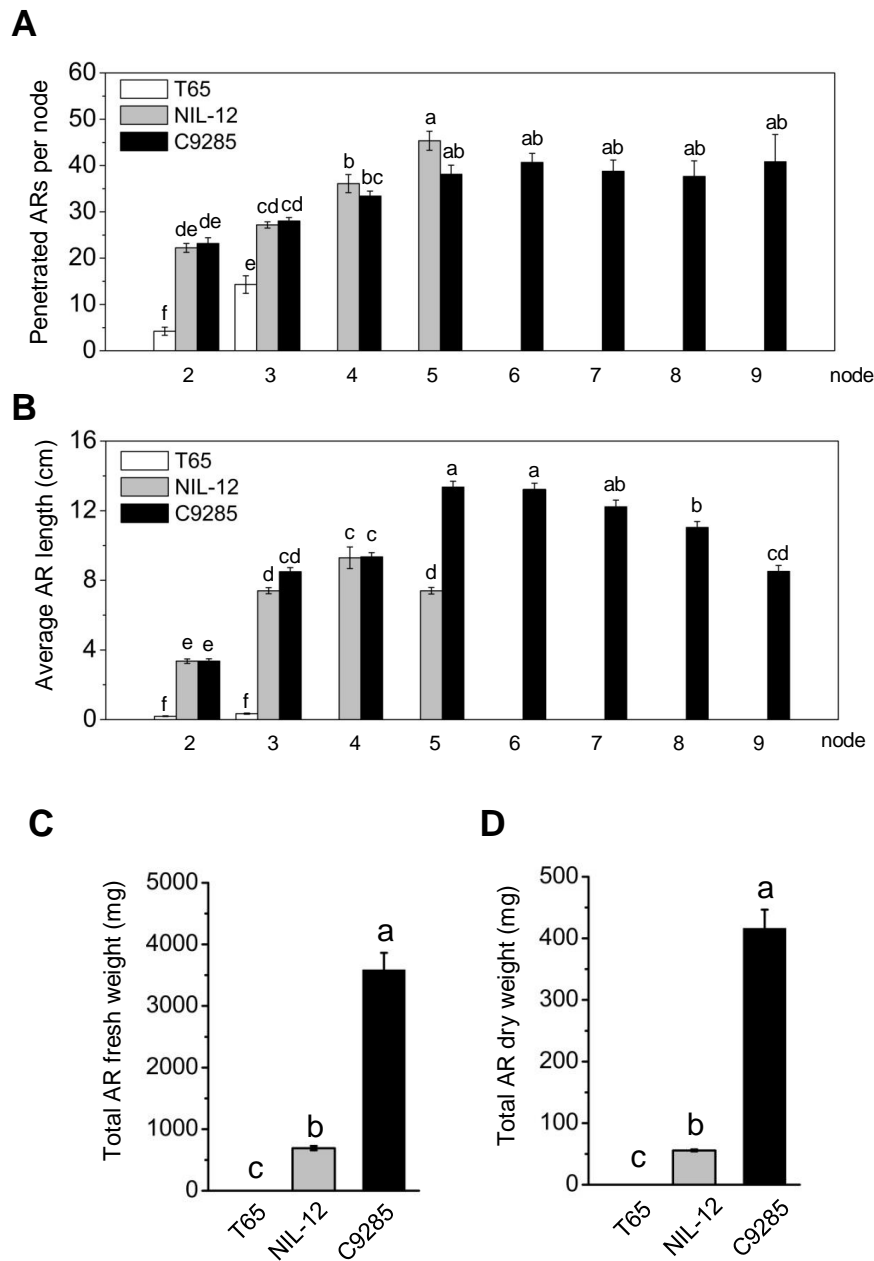 A
60
50
40
30
20
10
0
Penetrated ARs per node
T65
NIL-12
C9285
f
de
de
e
cd
cd
b
bc
a
ab
ab
ab
ab
ab
2 3 4 5 6 7 8 9 node
B
16
12
8
4
0
Average AR length (cm)
T65
NIL-12
C9285
f
e
e
f
d
cd
c
c
d
a
a
ab
b
cd
2 3 4 5 6 7 8 9 node
C
5000
3000
3000
2000
1000
0
Total AR fresh weight (mg)
c
b
a
T65
NIL-12
C9285
D
500
400
300
200
100
0
Total AR dry weight (mg)
c
b
a
T65
NIL-12
C9285